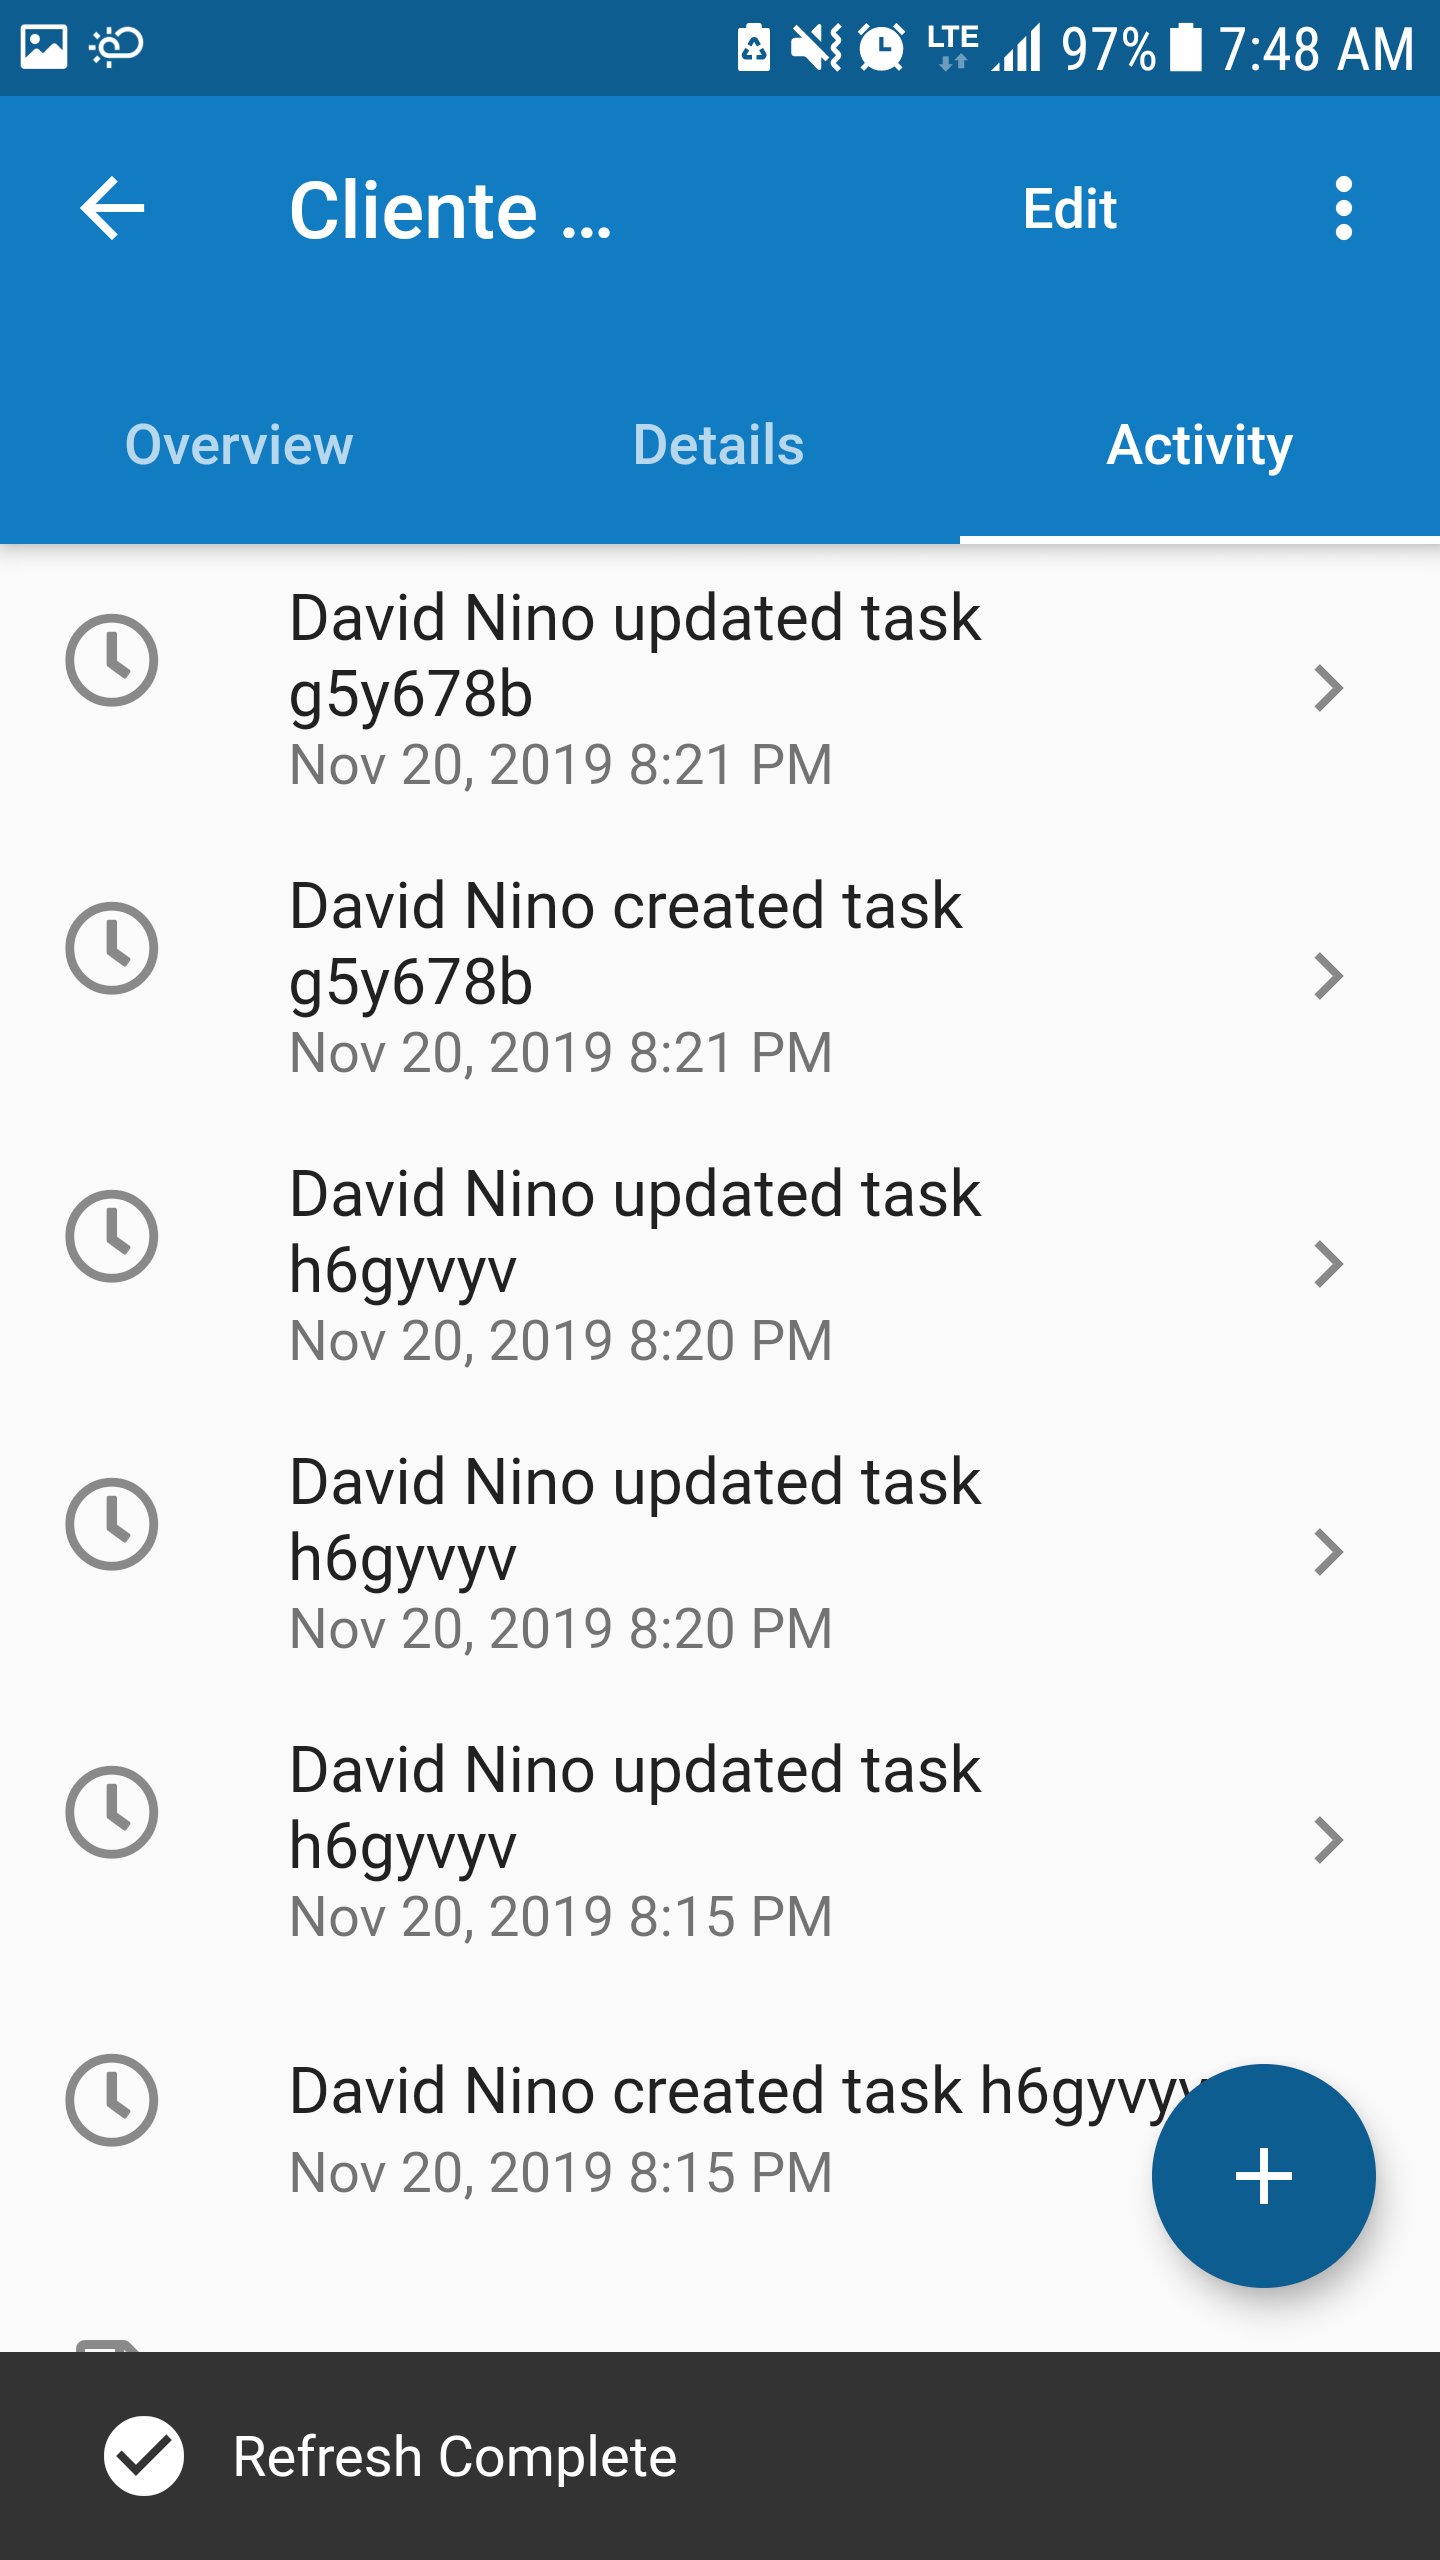 LTE 97% 7:48 AM
Cliente ...
Edit
Overview Details Activity
David Nino updated task
g5y678b
Nov 20, 2019 8:21 PM
David Nino created task
g5y678b
Nov 20, 2019 8:21 PM
David Nino updated task
h6gyvyv
Nov 20, 2019 8:20 PM
David Nino updated task
h6gyvyv
Nov 20, 2019 8:20 PM
David Nino updated task
h6gyvyv
Nov 20, 2019 8:15 PM
David Nino created task h6gyvyv
Nov 20, 2019 8:15 PM
Refresh Complete